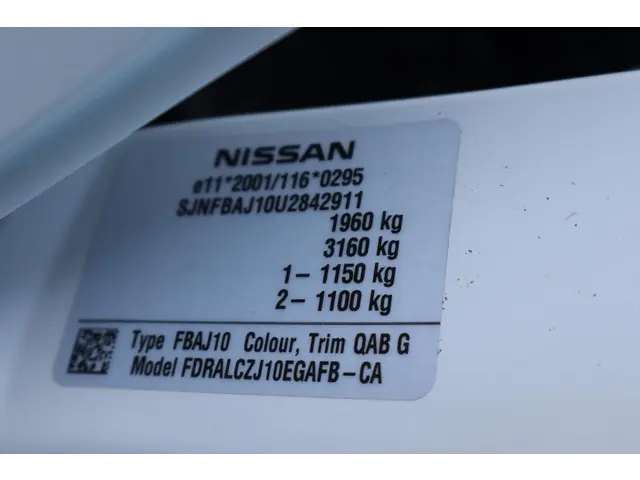 NISSAN
e11*2001/116*0295
SJNFBAJ10U2842911
1960 kg
3160 kg
1- 1150 kg
2- 1100 kg
Type FBAJ10 Colour, Trim QAB G
Model FDRALCZJ10EGAFB-CA